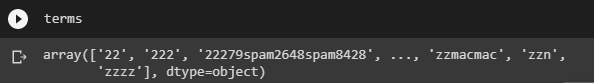 terms
array(['22', '222', '22279spam2648spam8428', ..., 'zzmacmac', 'zzn',
'zzzz'], dtype=object)